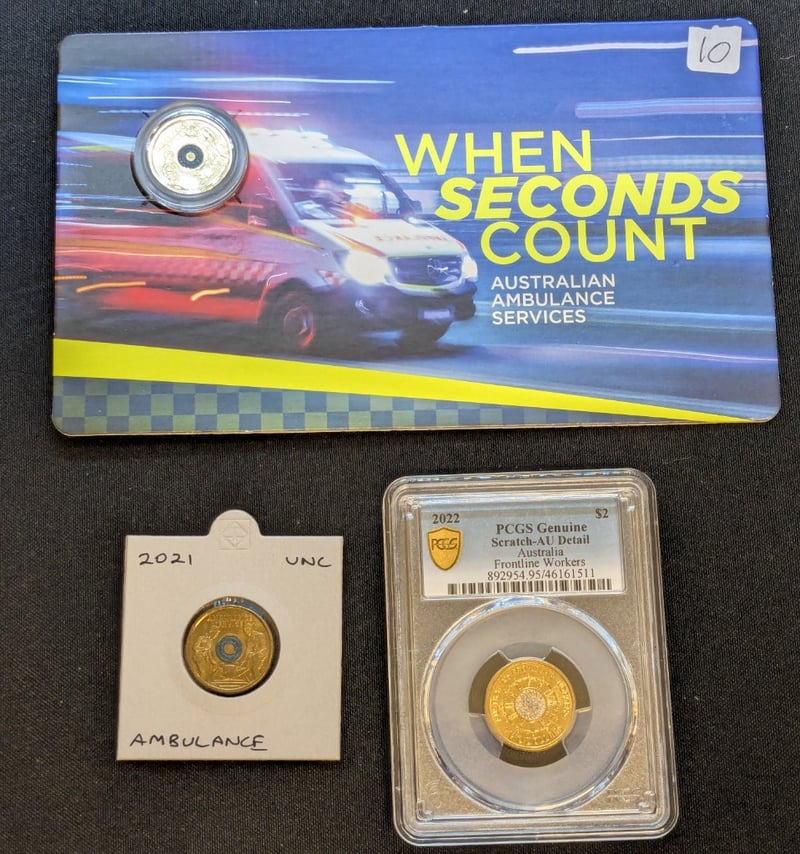 10
WHEN
SECONDS
COUNT
AUSTRALIAN
AMBULANCE
SERVICES
2021 UNC
AMBULANCE
2022 $2
PCGS Genuine
PCGS
Scratch-AU Detail
Australia
Frontline Workers
892954.95/46161511